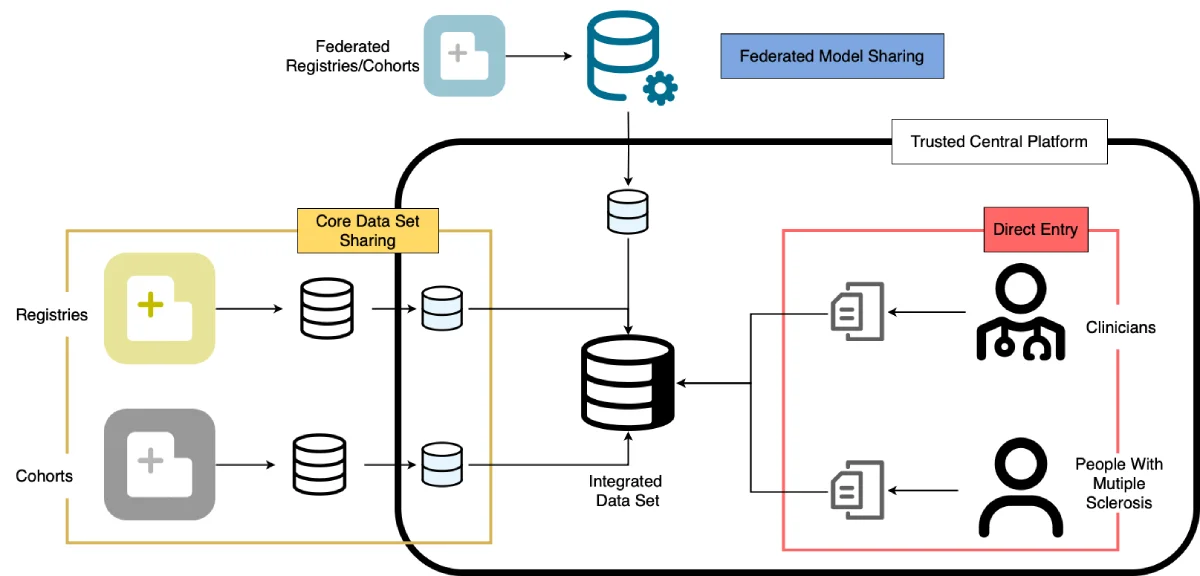 Federated
Registries/Cohorts
Federated Model Sharing
Trusted Central Platform
Core Data Set
Sharing
Direct Entry
Registries
Clinicians
Cohorts
Integrated
Data Set
People With
Mutiple
Sclerosis